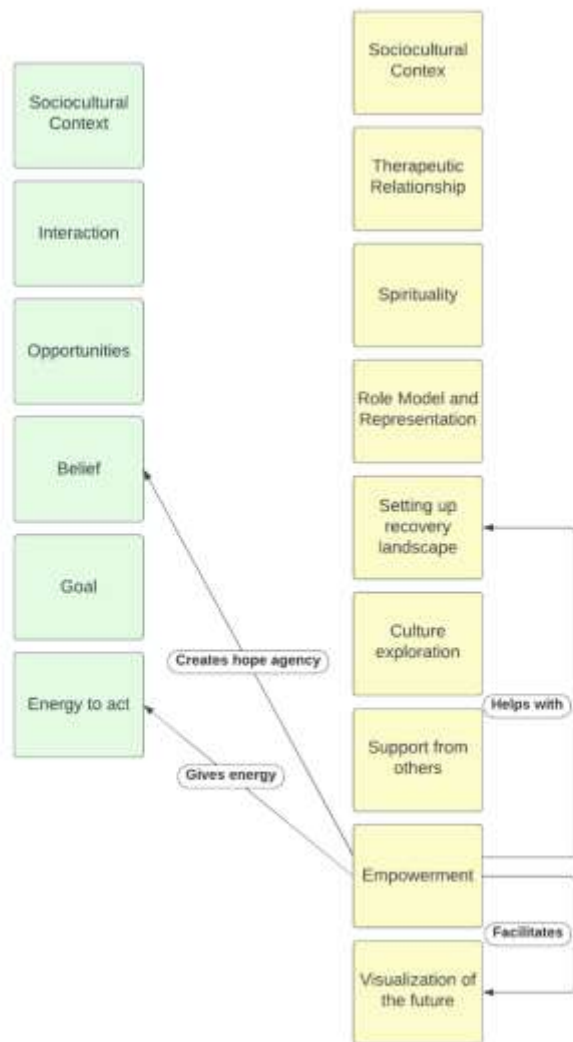 Sociocultural
Context
Interaction
Opportunities
Belief
Goal
Energy to act
Sociocultural
Contex
Therapeutic
Relationship
Spirituality
Role Model and
Representation
Setting up
recovery
landscape
Culture
exploration
Support from
others
Empowerment
Visualization of
the future
Creates hope agency
Gives energy
Helps with
Facilitates